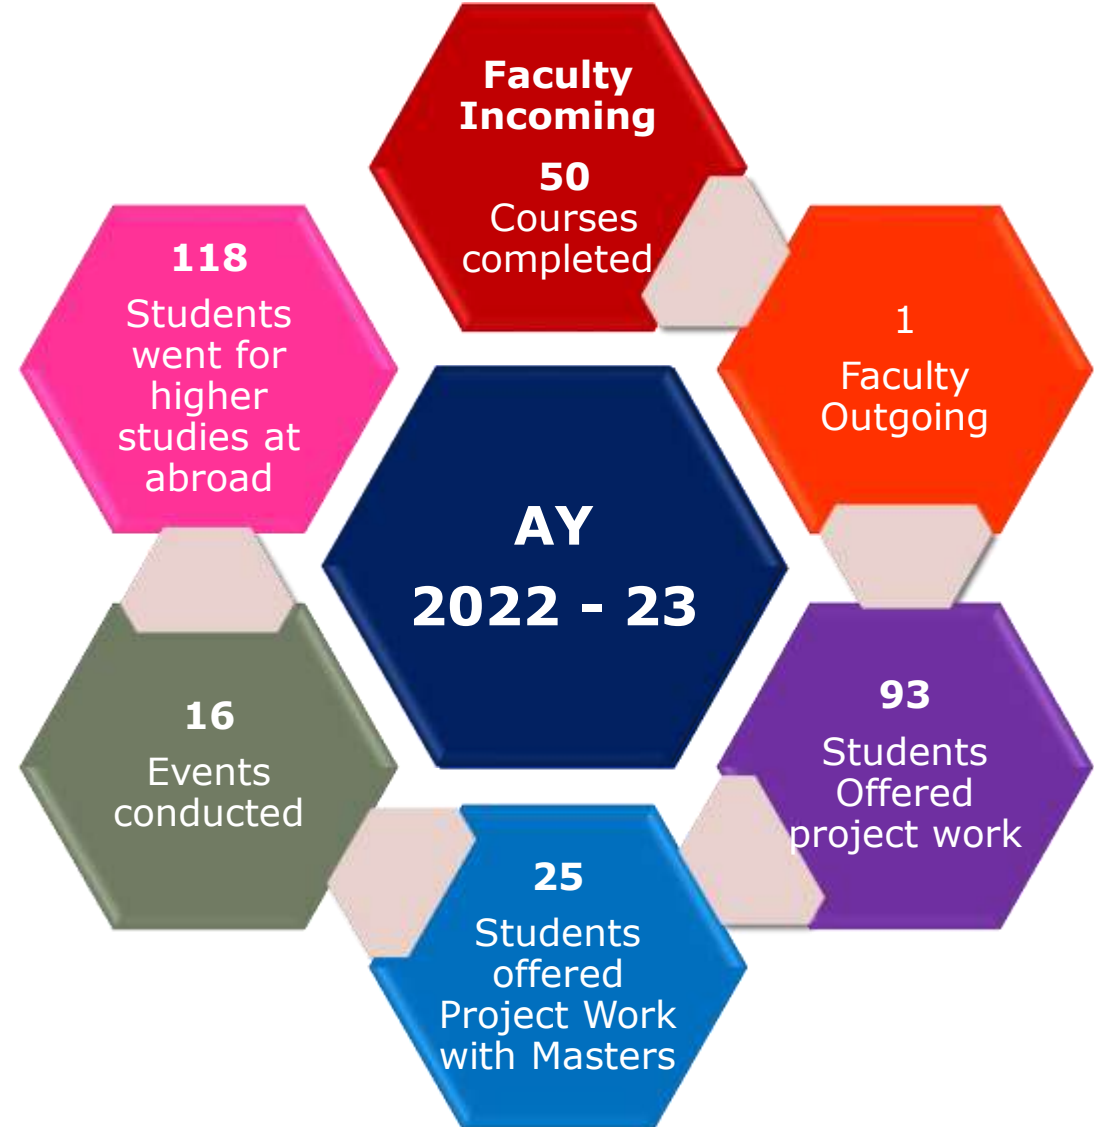 Faculty
Incoming
50
Courses
completed
1
Faculty
Outgoing
93
Students
Offered
project work
25
Students
offered
Project Work
with Masters
16
Events
conducted
118
Students
went for
higher
studies at
abroad
AY
2022 - 23